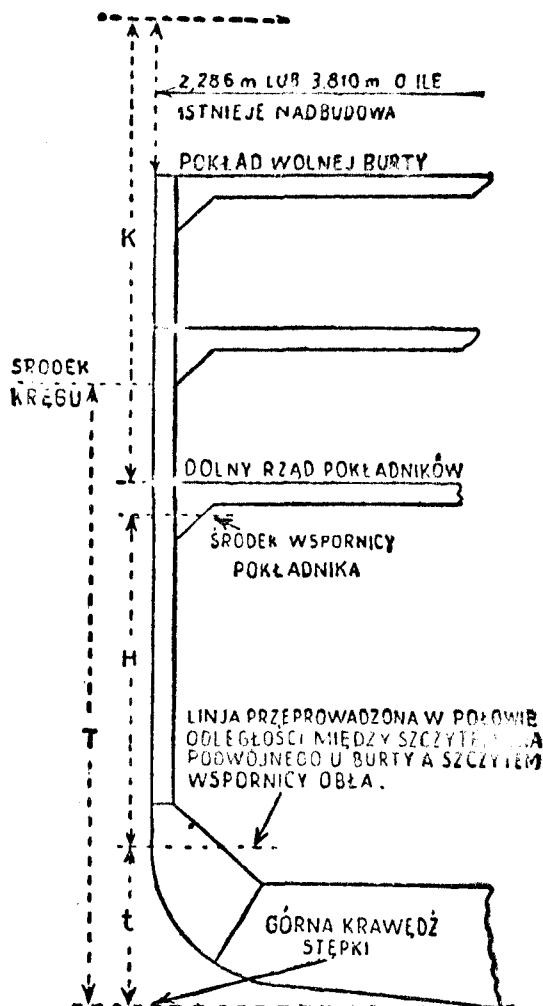 2,286 m LUB 3,810 m O ILE
ISTNIEJE NADBUDOWA
POKŁAD WOLNEJ BURTY
K
ŚRODEK
KRĘGU
DOLNY RZĄD POKŁADNIKÓW
ŚRODEK WSPORNICY
POKŁADNIKA
H
T
LINJA PRZEPROWADZONA W POŁOWIE
ODLEGŁOŚCI MIĘDZY
PODWÓJNEGO U BURTY A SZCZYTEM
WSPORNICY OBŁA.
t
GÓRNA KRAWĘDŹ
STĘPKI